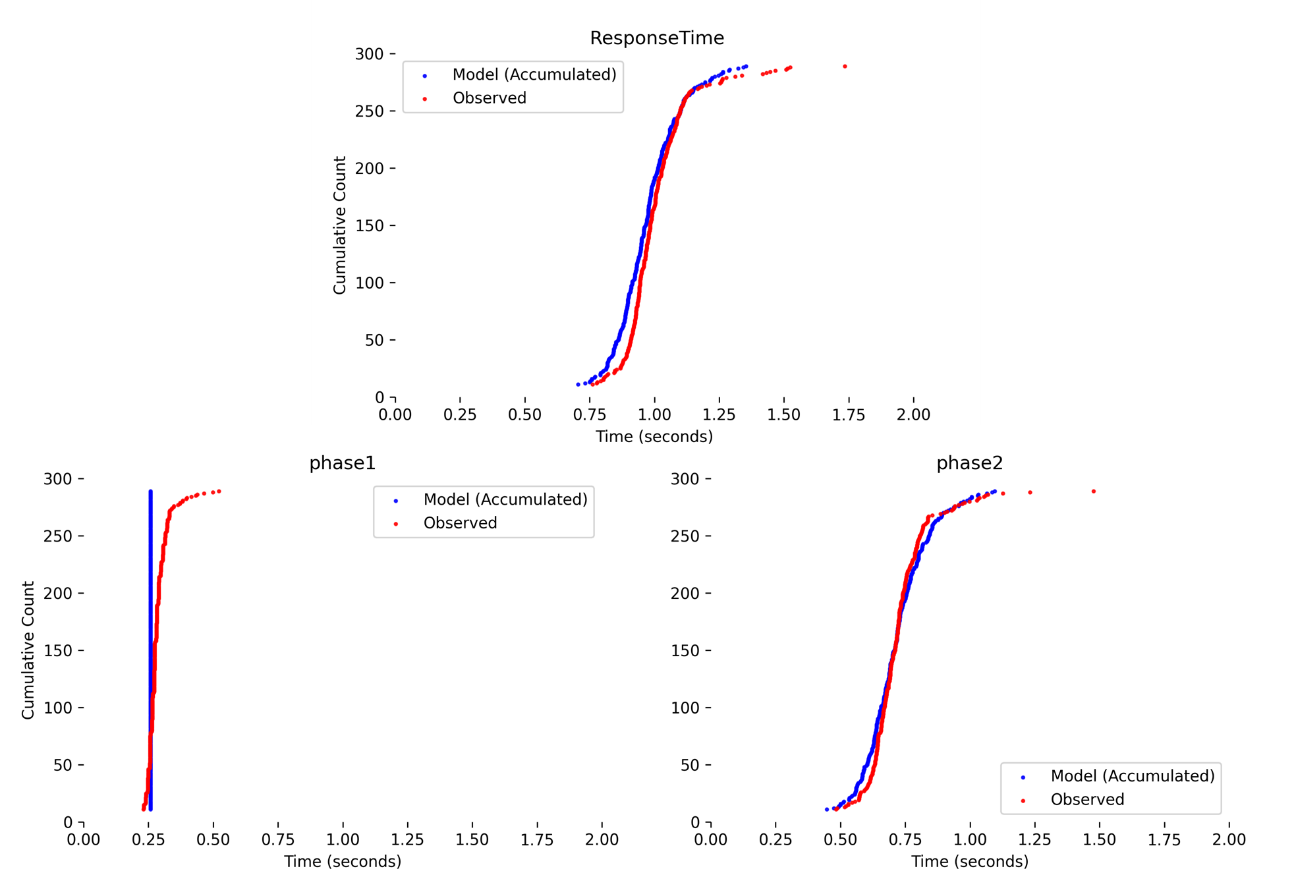 ResponseTime
300
Model (Accumulated)
Observed
250
200
150
100
50
0
Cumulative Count
0.00 0.25 0.50 0.75 1.00 1.25 1.50 1.75 2.00
Time (seconds)
phase1
300
Model (Accumulated)
Observed
250
200
150
100
50
0
Cumulative Count
0.00 0.25 0.50 0.75 1.00 1.25 1.50 1.75 2.00
Time (seconds)
phase2
300
250
200
150
100
50
0
Model (Accumulated)
Observed
0.00 0.25 0.50 0.75 1.00 1.25 1.50 1.75 2.00
Time (seconds)